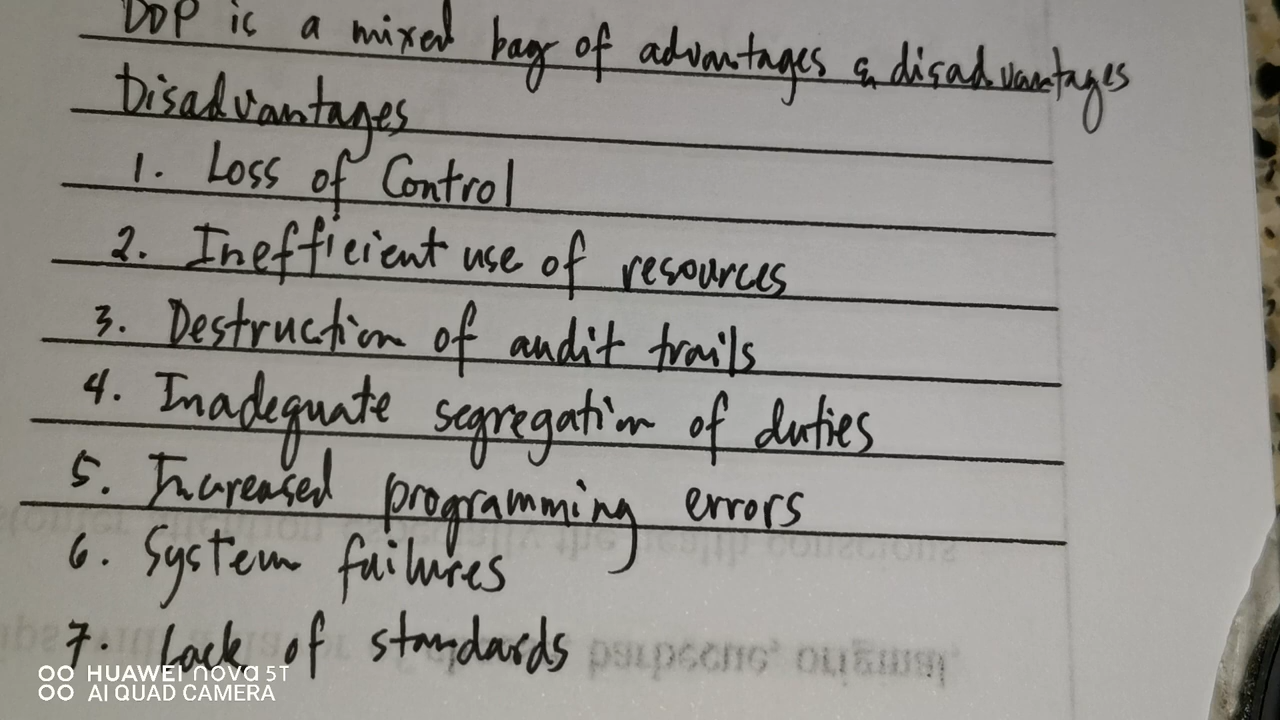 DDP is a mixed bag of advantages & disadvantages
Disadvantages
1. Loss of Control
2. Inefficient use of resources
3. Destruction of audit trails
4. Inadequate segregation of duties
5. Increased programming errors
6. System failures
7. Lack of standards
HUAWEI nova 5T
AI QUAD CAMERA